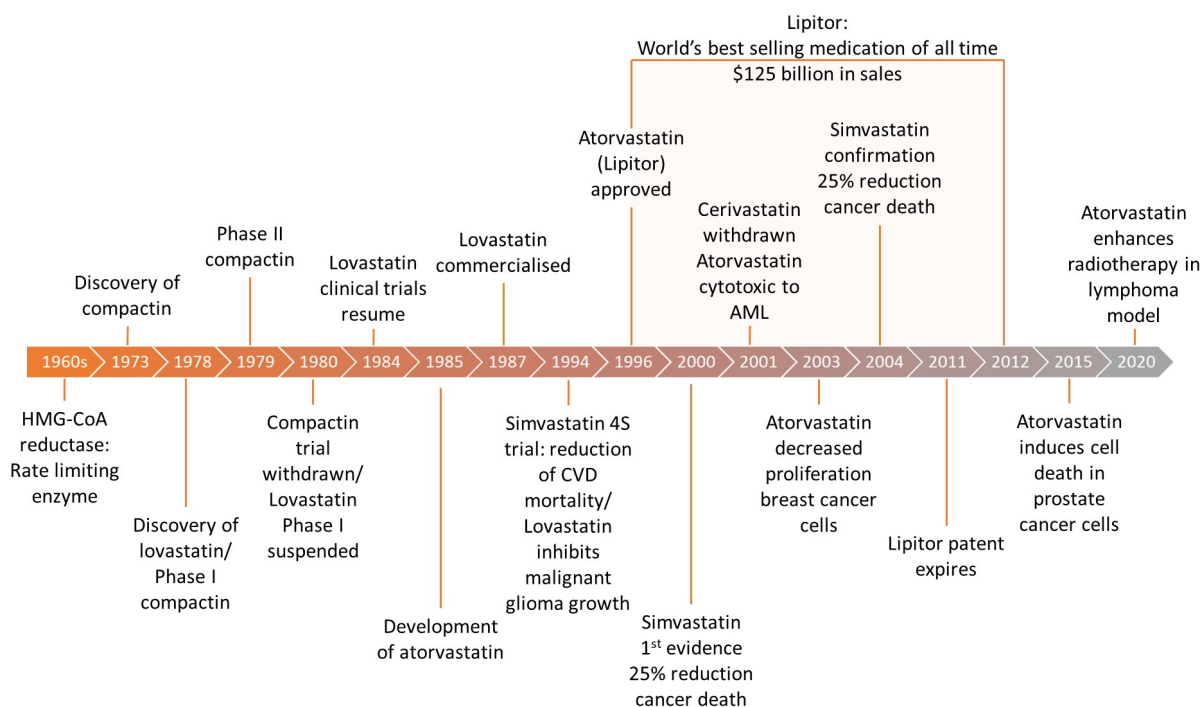 Lipitor:
World’s best selling medication of all time
$125 billion in sales
Atorvastatin
(Lipitor)
approved
Simvastatin
confirmation
25% reduction
cancer death
Cerivastatin
withdrawn
Atorvastatin
cytotoxic to
AML
Atorvastatin
enhances
radiotherapy in
lymphoma
model
Phase II
compactin
Lovastatin
commercialised
Lovastatin
clinical trials
resume
Discovery of
compactin
1960s 1973 1978 1979 1980 1984 1985 1987 1994 1996 2000 2001 2003 2004 2011 2012 2015 2020
HMG-CoA
reductase:
Rate limiting
enzyme
Discovery of
lovastatin/
Phase I
compactin
Compactin
trial
withdrawn/
Lovastatin
Phase I
suspended
Development
of atorvastatin
Simvastatin 4S
trial: reduction
of CVD
mortality/
Lovastatin
inhibits
malignant
glioma growth
Simvastatin
1st evidence
25% reduction
cancer death
Atorvastatin
decreased
proliferation
breast cancer
cells
Lipitor patent
expires
Atorvastatin
induces cell
death in
prostate
cancer cells